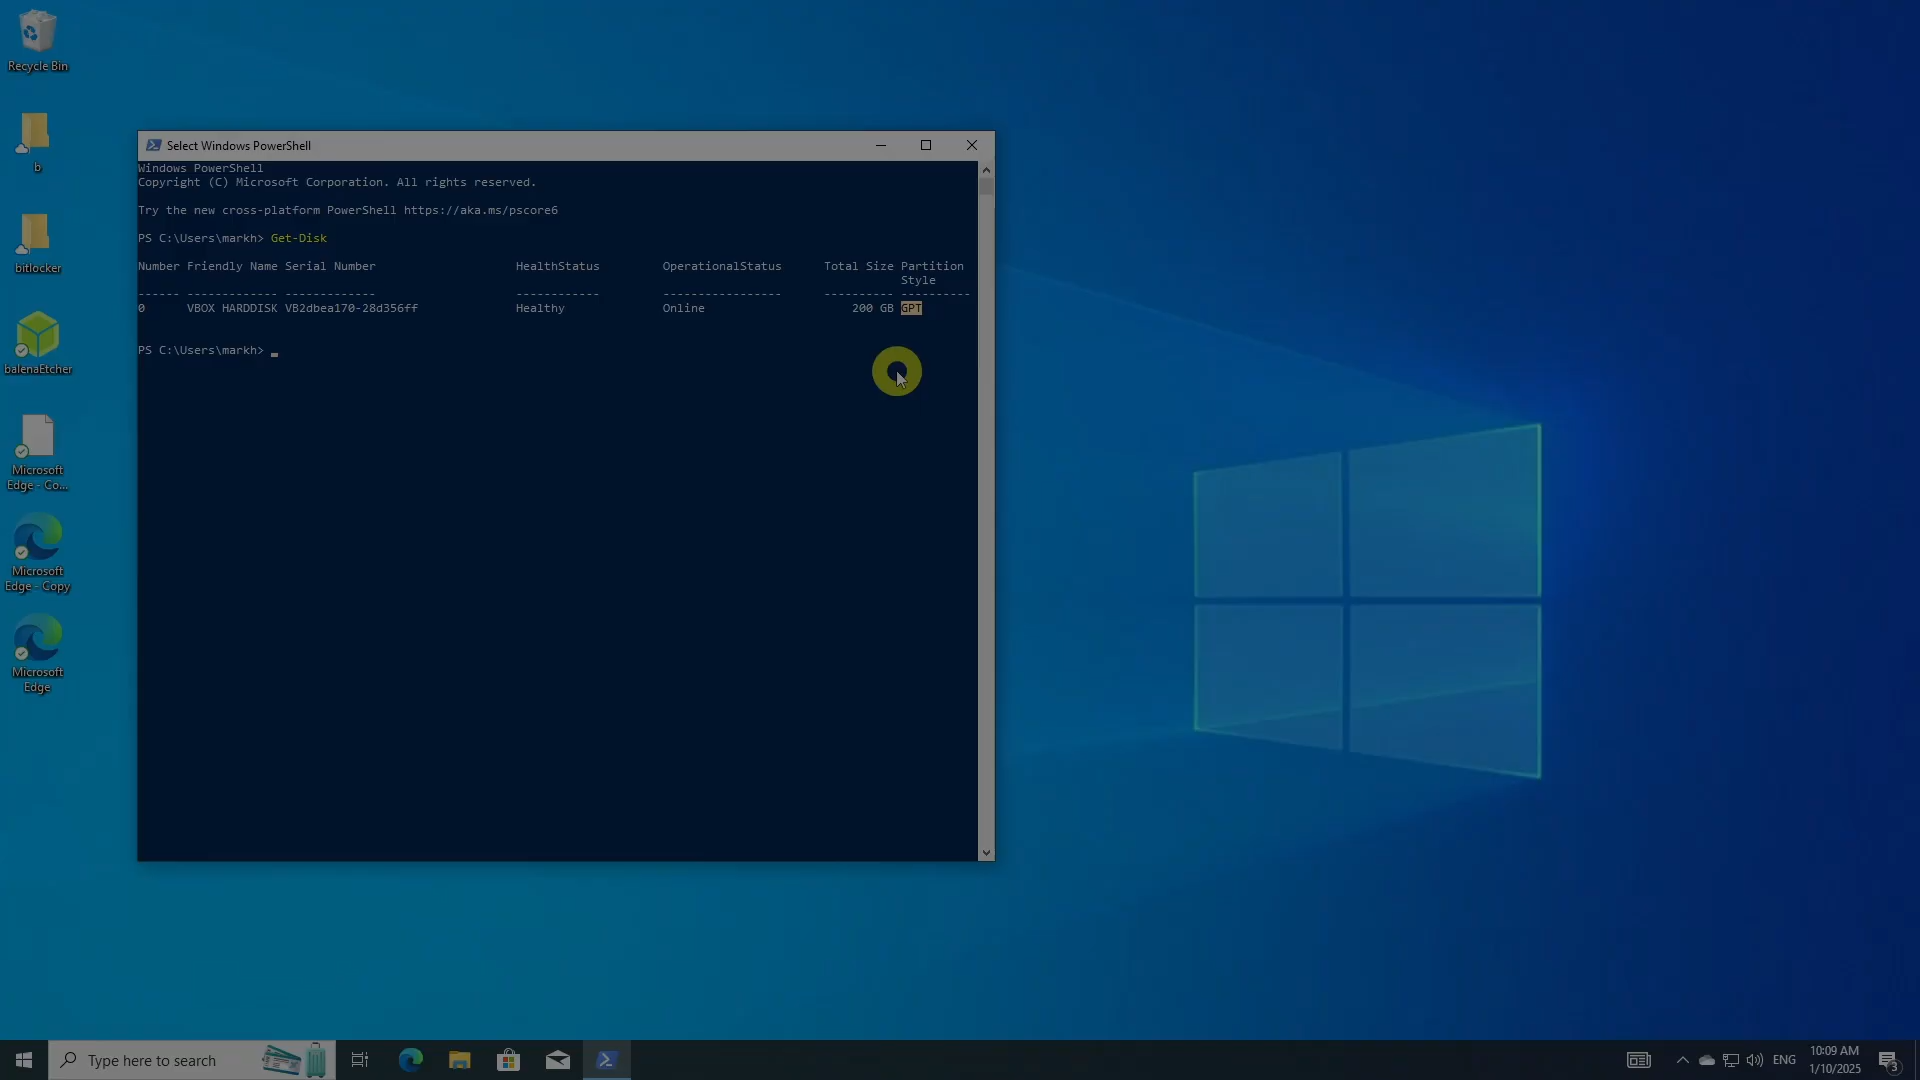 Recycle Bin
b
bitlocker
balenaEtcher
Microsoft
Edge - Co...
Microsoft
Edge - Copy
Microsoft
Edge
Select Windows PowerShell
Windows PowerShell
Copyright (C) Microsoft Corporation. All rights reserved.
Try the new cross-platform PowerShell https://aka.ms/pscore6
PS C:\Users\markh> Get-Disk
Number Friendly Name Serial Number HealthStatus OperationalStatus Total Size Partition
Style
------ ------------- ------------- ------------ ----------------- ---------- ----------
0 VBOX HARDDISK VB2dbea170-28d356ff Healthy Online 200 GB GPT
PS C:\Users\markh> _
Type here to search
ENG
10:09 AM
1/10/2025
3